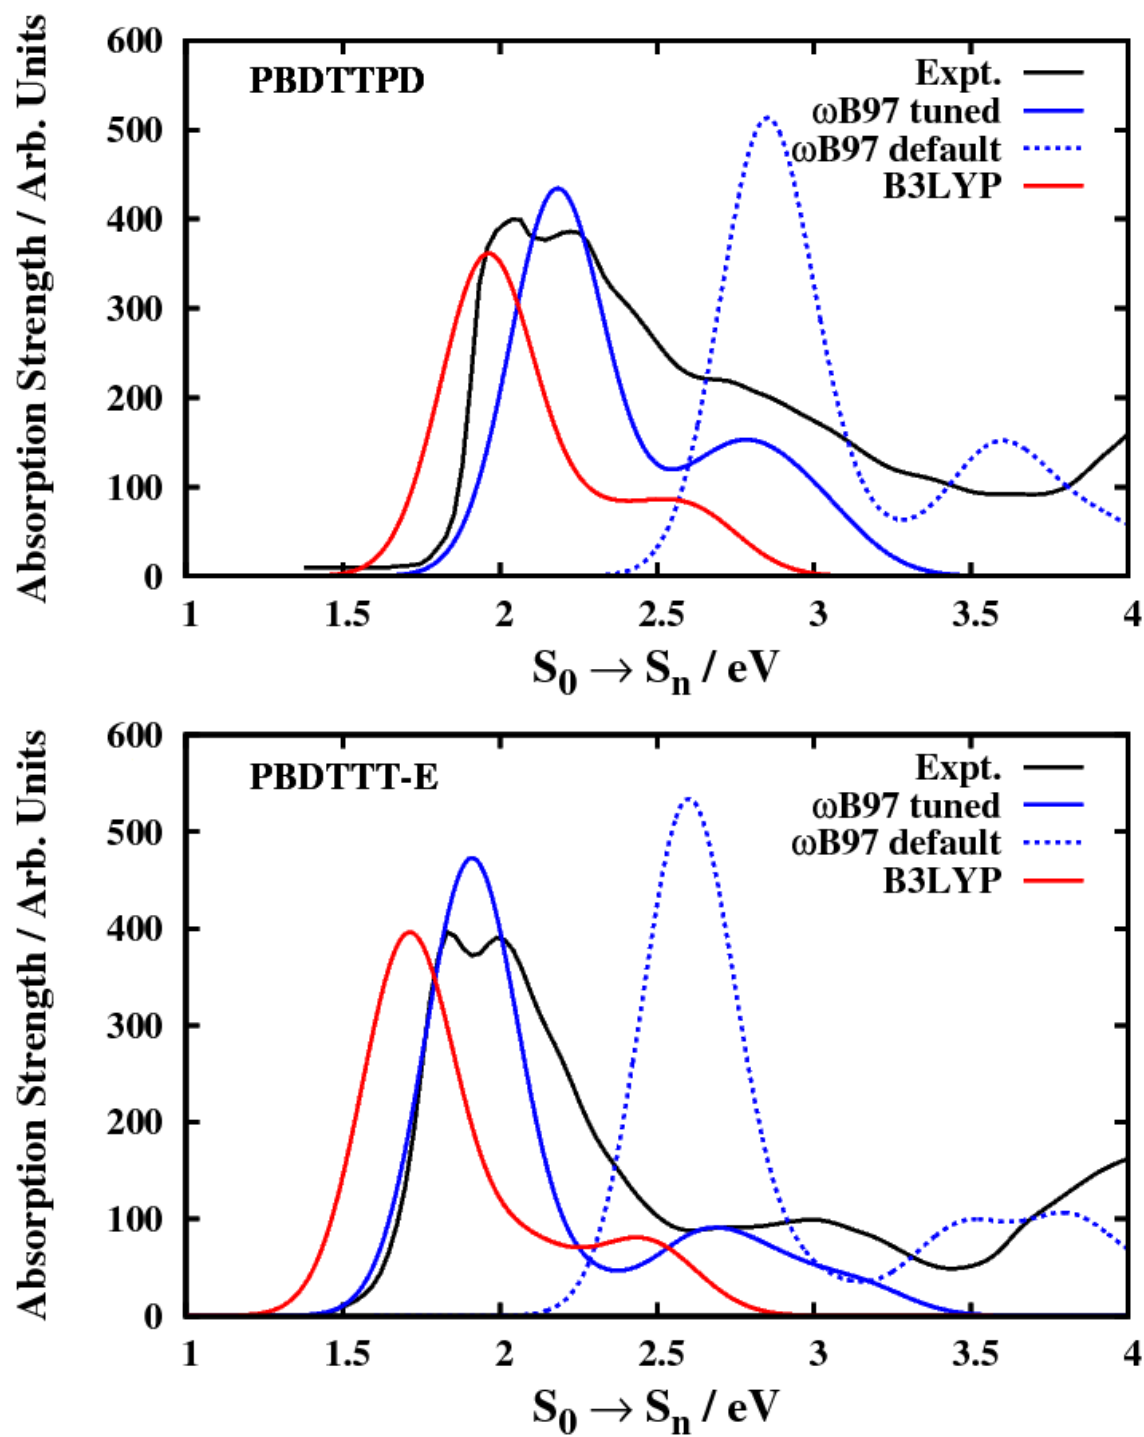 Absorption Strength / Arb. Units
600
500
400
300
200
100
0
PBDTTPD
Expt.
ωB97 tuned
ωB97 default
B3LYP
1 1.5 2 2.5 3 3.5 4
S₀ → Sₙ / eV
Absorption Strength / Arb. Units
600
500
400
300
200
100
0
PBDTTT-E
Expt.
ωB97 tuned
ωB97 default
B3LYP
1 1.5 2 2.5 3 3.5 4
S₀ → Sₙ / eV